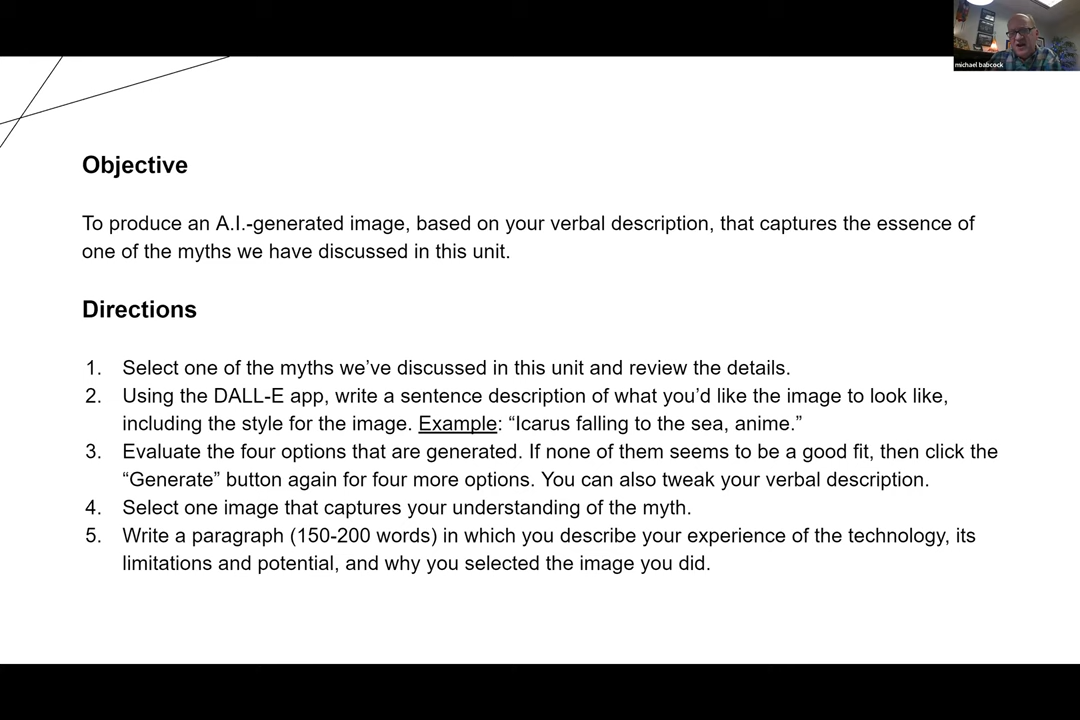 michael babcock
Objective
To produce an A.I.-generated image, based on your verbal description, that captures the essence of
one of the myths we have discussed in this unit.
Directions
1. Select one of the myths we’ve discussed in this unit and review the details.
2. Using the DALL-E app, write a sentence description of what you’d like the image to look like,
including the style for the image. Example: “Icarus falling to the sea, anime.”
3. Evaluate the four options that are generated. If none of them seems to be a good fit, then click the
“Generate” button again for four more options. You can also tweak your verbal description.
4. Select one image that captures your understanding of the myth.
5. Write a paragraph (150-200 words) in which you describe your experience of the technology, its
limitations and potential, and why you selected the image you did.